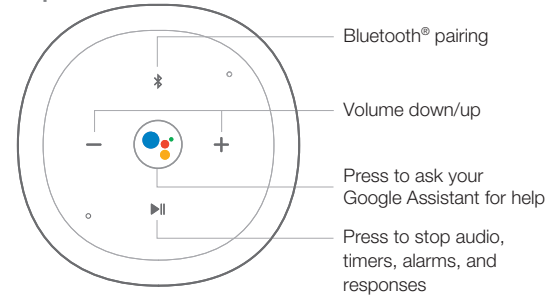 Bluetooth® pairing
Volume down/up
Press to ask your
Google Assistant for help
Press to stop audio,
timers, alarms, and
responses